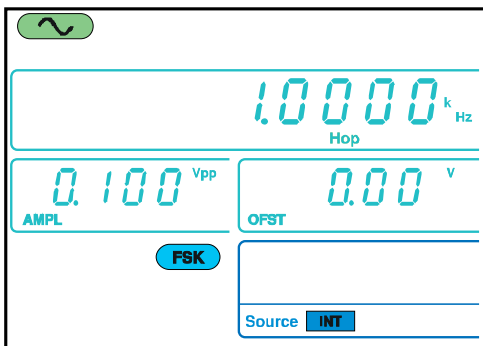 1.0000 k Hz
Hop
0.100 Vpp
AMPL
0.00 V
OFST
FSK
Source INT